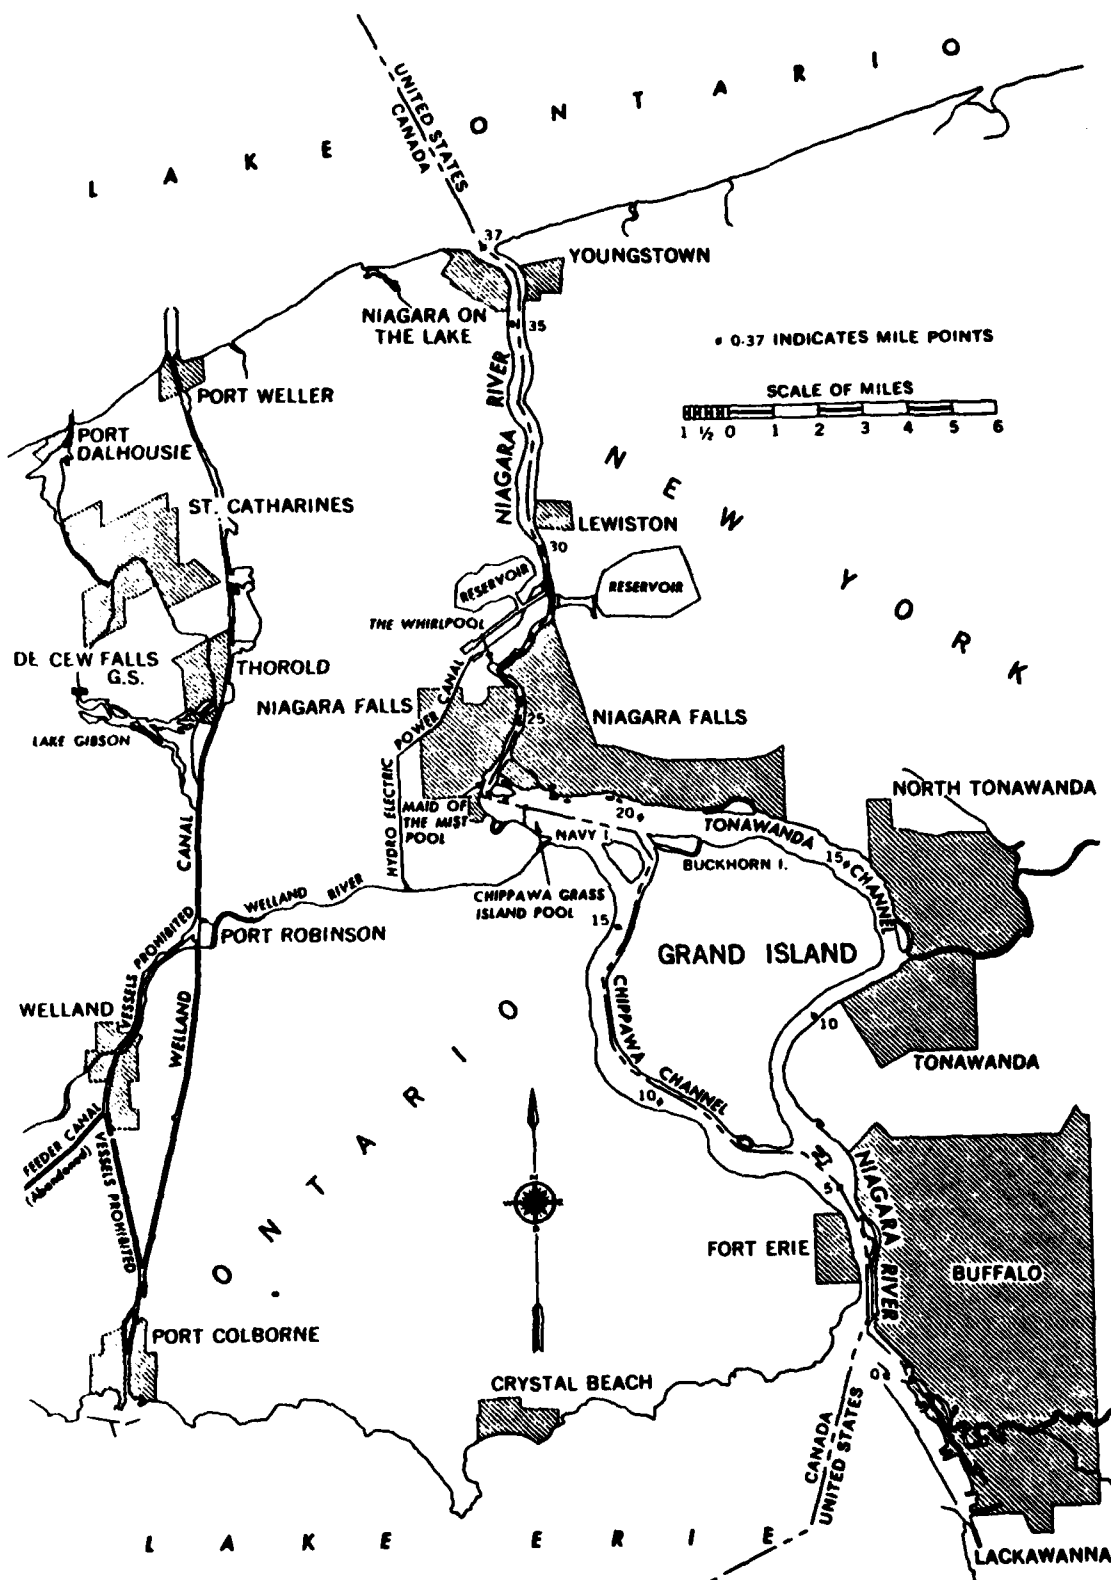 LAKE ONTARIO
UNITED STATES
CANADA
37
YOUNGSTOWN
NIAGARA ON
THE LAKE
35
• 0.37 INDICATES MILE POINTS
SCALE OF MILES
1 ½ 0 1 2 3 4 5 6
PORT WELLER
PORT
DALHOUSIE
NIAGARA RIVER
NEW YORK
ST. CATHARINES
LEWISTON
30
RESERVOIR
RESERVOIR
THE WHIRLPOOL
DE CEW FALLS
G.S.
THOROLD
NIAGARA FALLS
POWER CANAL
25
NIAGARA FALLS
LAKE GIBSON
HYDRO ELECTRIC
MAID OF
THE MIST
POOL
NORTH TONAWANDA
20
TONAWANDA
15
CHANNEL
NAVY I.
BUCKHORN I.
CANAL
WELLAND RIVER
CHIPPAWA GRASS
ISLAND POOL
15
PORT ROBINSON
VESSELS PROHIBITED
GRAND ISLAND
WELLAND
WELLAND
CHIPPAWA
CHANNEL
10
10
TONAWANDA
ONTARIO
FEEDER CANAL
(Abandoned)
VESSELS PROHIBITED
N
W
E
S
5
NIAGARA RIVER
FORT ERIE
BUFFALO
PORT COLBORNE
CRYSTAL BEACH
0
CANADA
UNITED STATES
LAKE ERIE
LACKAWANNA